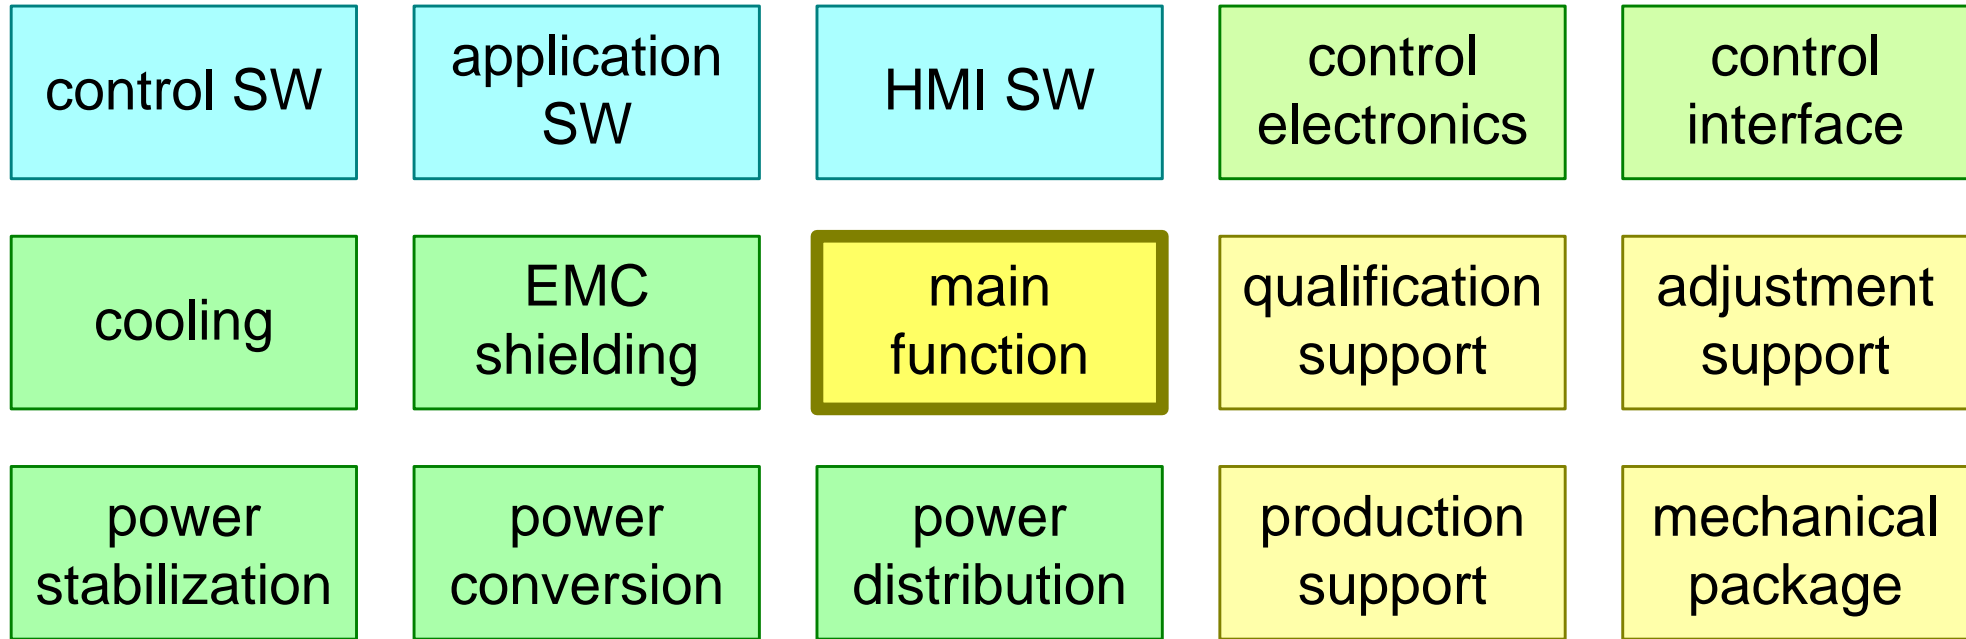 control SW
application
SW
HMI SW
control
electronics
control
interface
cooling
EMC
shielding
main
function
qualification
support
adjustment
support
power
stabilization
power
conversion
power
distribution
production
support
mechanical
package